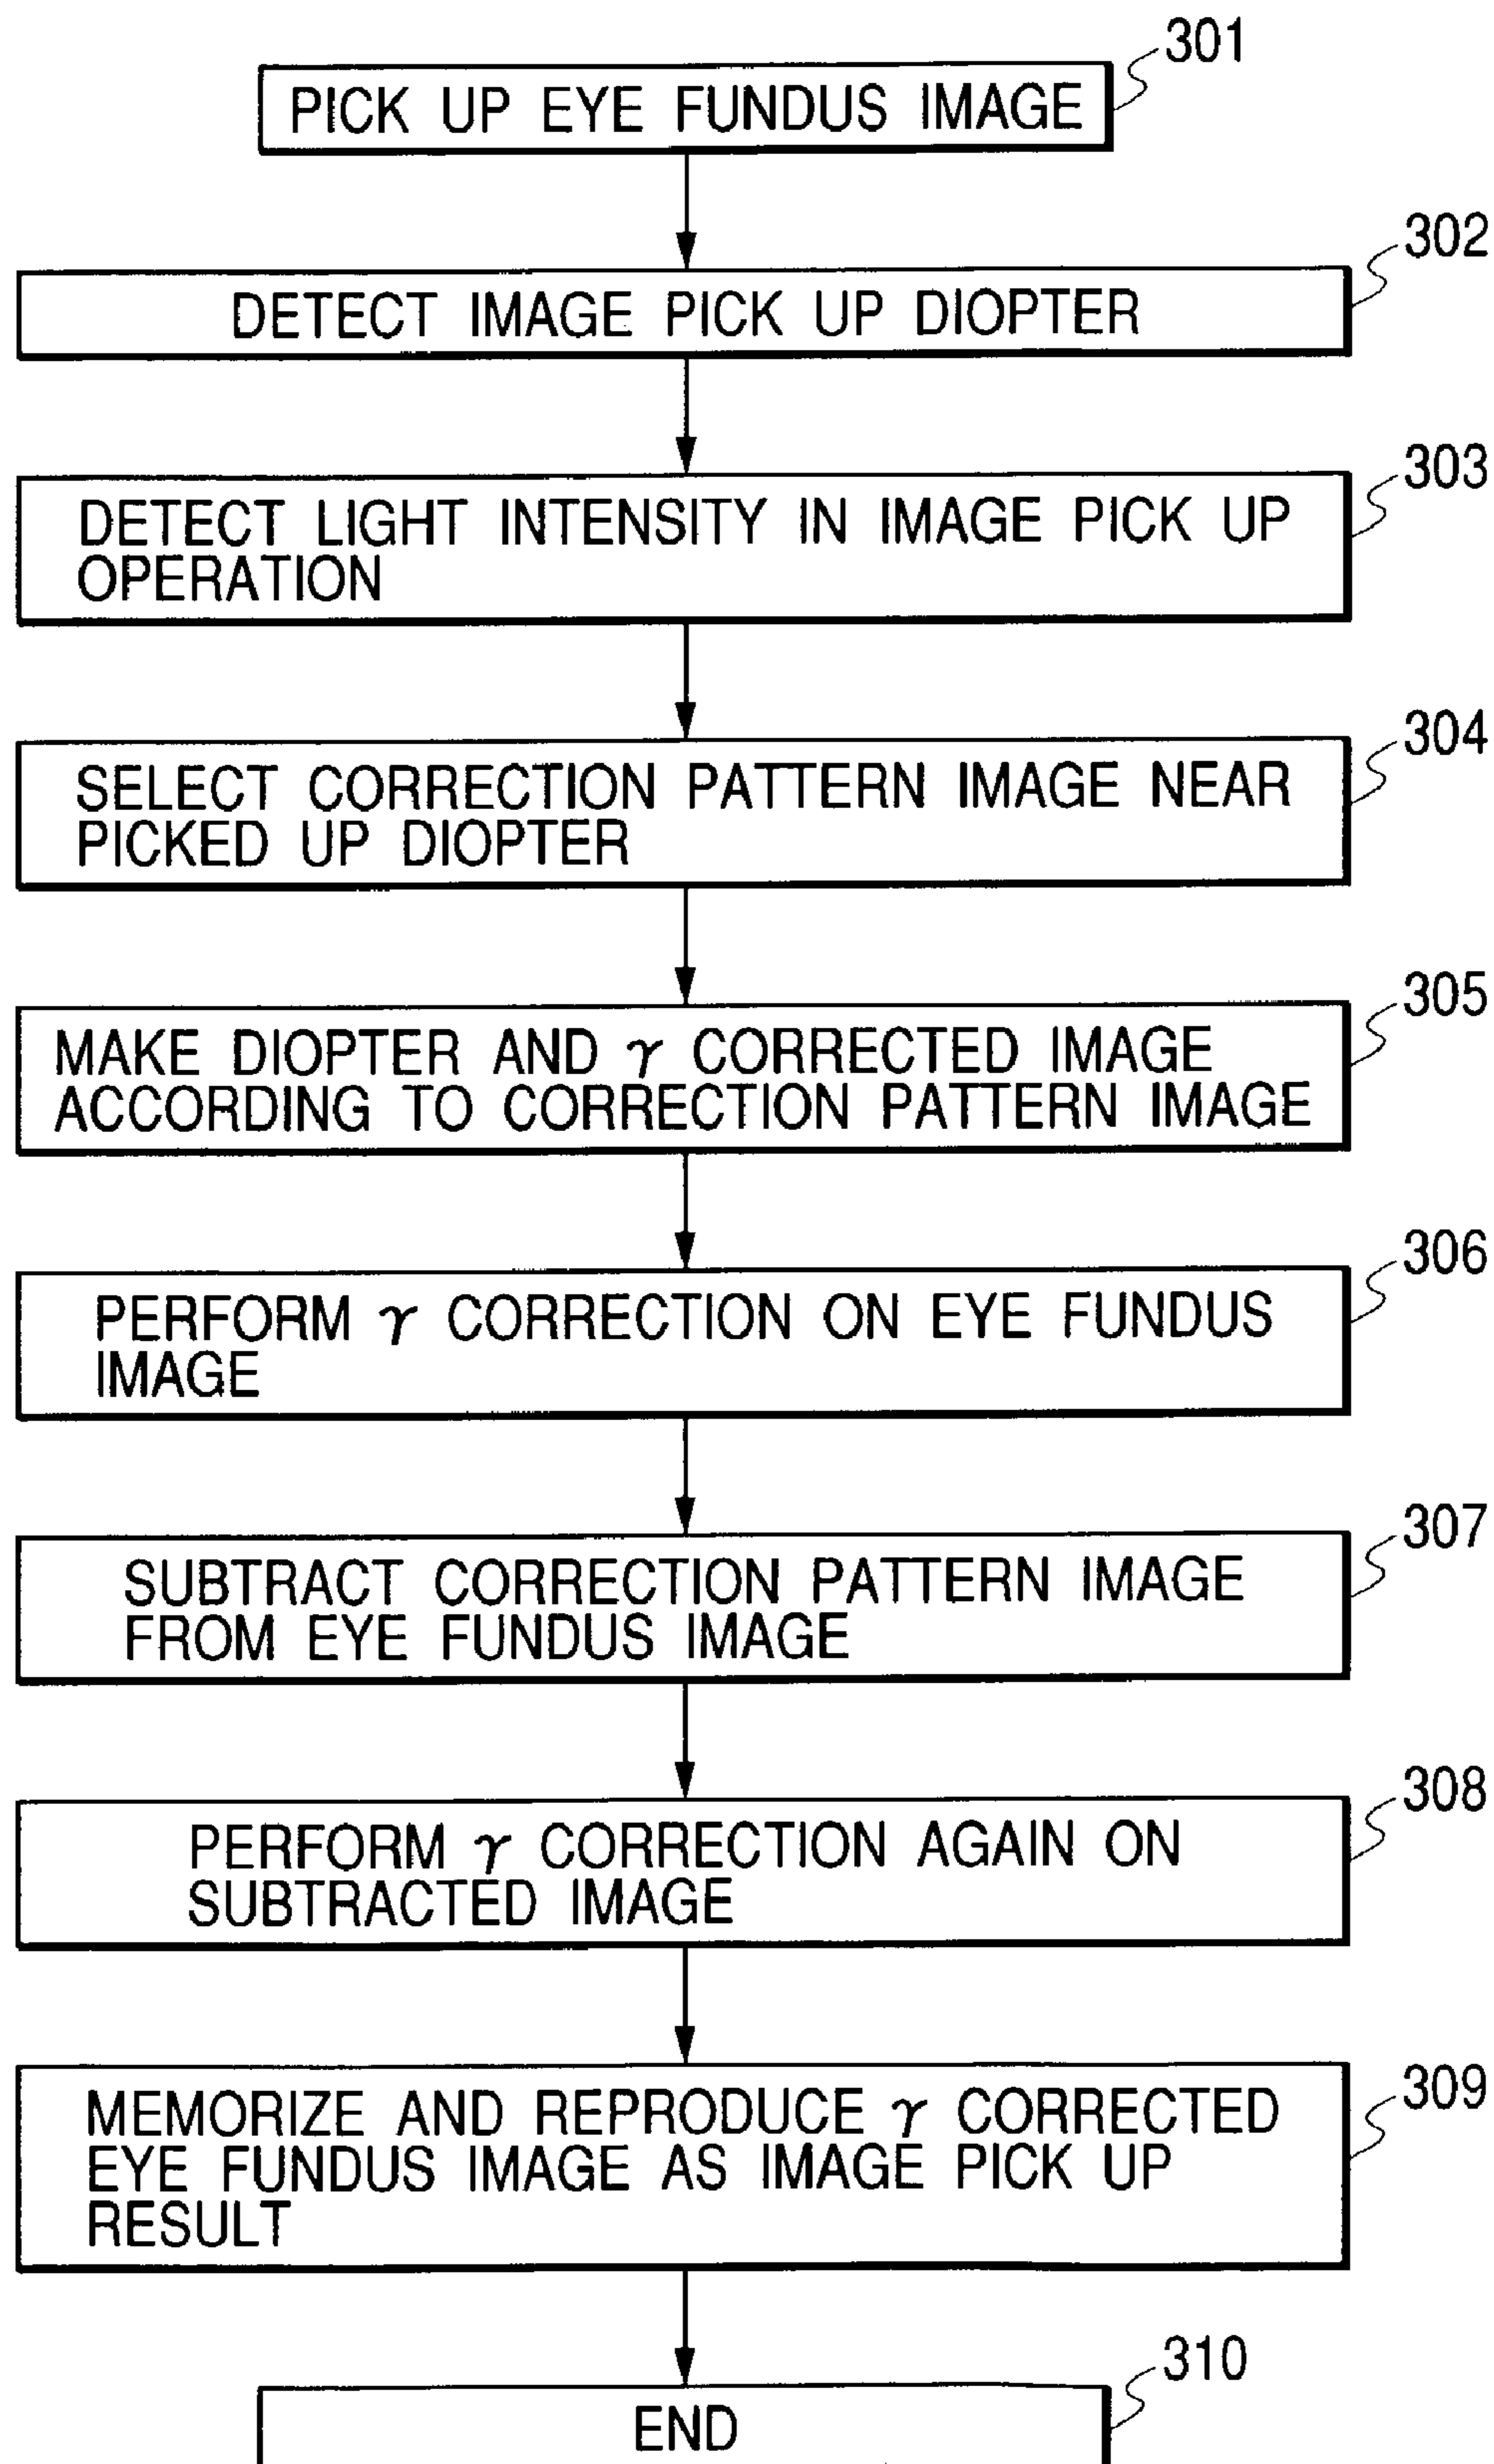 301
PICK UP EYE FUNDUS IMAGE
302
DETECT IMAGE PICK UP DIOPTER
303
DETECT LIGHT INTENSITY IN IMAGE PICK UP
OPERATION
304
SELECT CORRECTION PATTERN IMAGE NEAR
PICKED UP DIOPTER
305
MAKE DIOPTER AND γ CORRECTED IMAGE
ACCORDING TO CORRECTION PATTERN IMAGE
306
PERFORM γ CORRECTION ON EYE FUNDUS
IMAGE
307
SUBTRACT CORRECTION PATTERN IMAGE
FROM EYE FUNDUS IMAGE
308
PERFORM γ CORRECTION AGAIN ON
SUBTRACTED IMAGE
309
MEMORIZE AND REPRODUCE γ CORRECTED
EYE FUNDUS IMAGE AS IMAGE PICK UP
RESULT
310
END